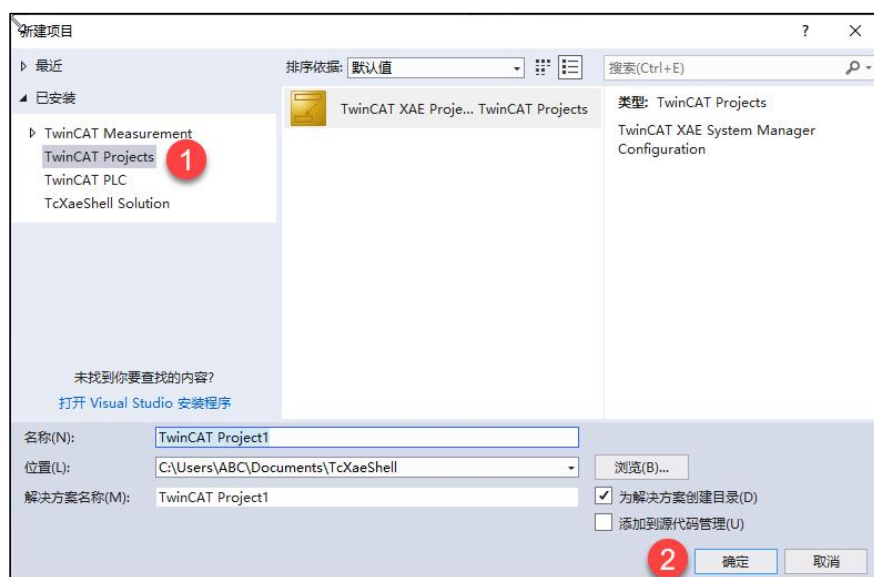 新建项目
? ×
▷ 最近
◢ 已安装
▷ TwinCAT Measurement
TwinCAT Projects
1
TwinCAT PLC
TcXaeShell Solution
未找到你要查找的内容?
打开 Visual Studio 安装程序
排序依据: 默认值
TwinCAT XAE Proje... TwinCAT Projects
搜索(Ctrl+E)
类型: TwinCAT Projects
TwinCAT XAE System Manager
Configuration
名称(N): TwinCAT Project1
位置(L): C:\Users\ABC\Documents\TcXaeShell 浏览(B)...
解决方案名称(M): TwinCAT Project1 为解决方案创建目录(D)
添加到源代码管理(U)
2 确定 取消